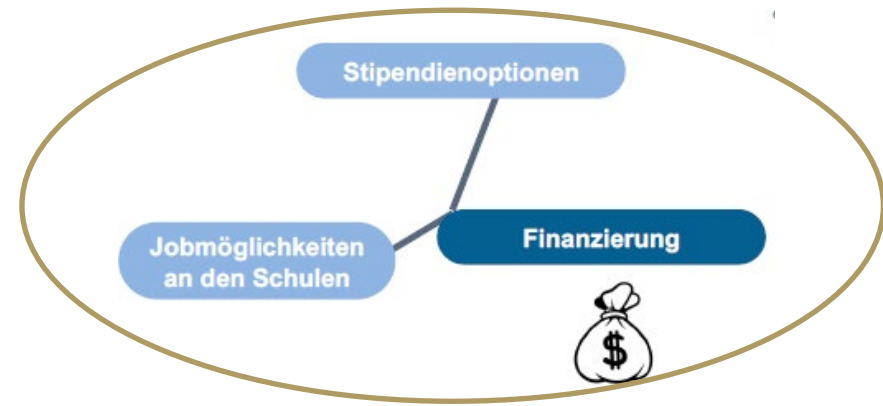 Stipendienoptionen
Jobmöglichkeiten
an den Schulen
Finanzierung
$